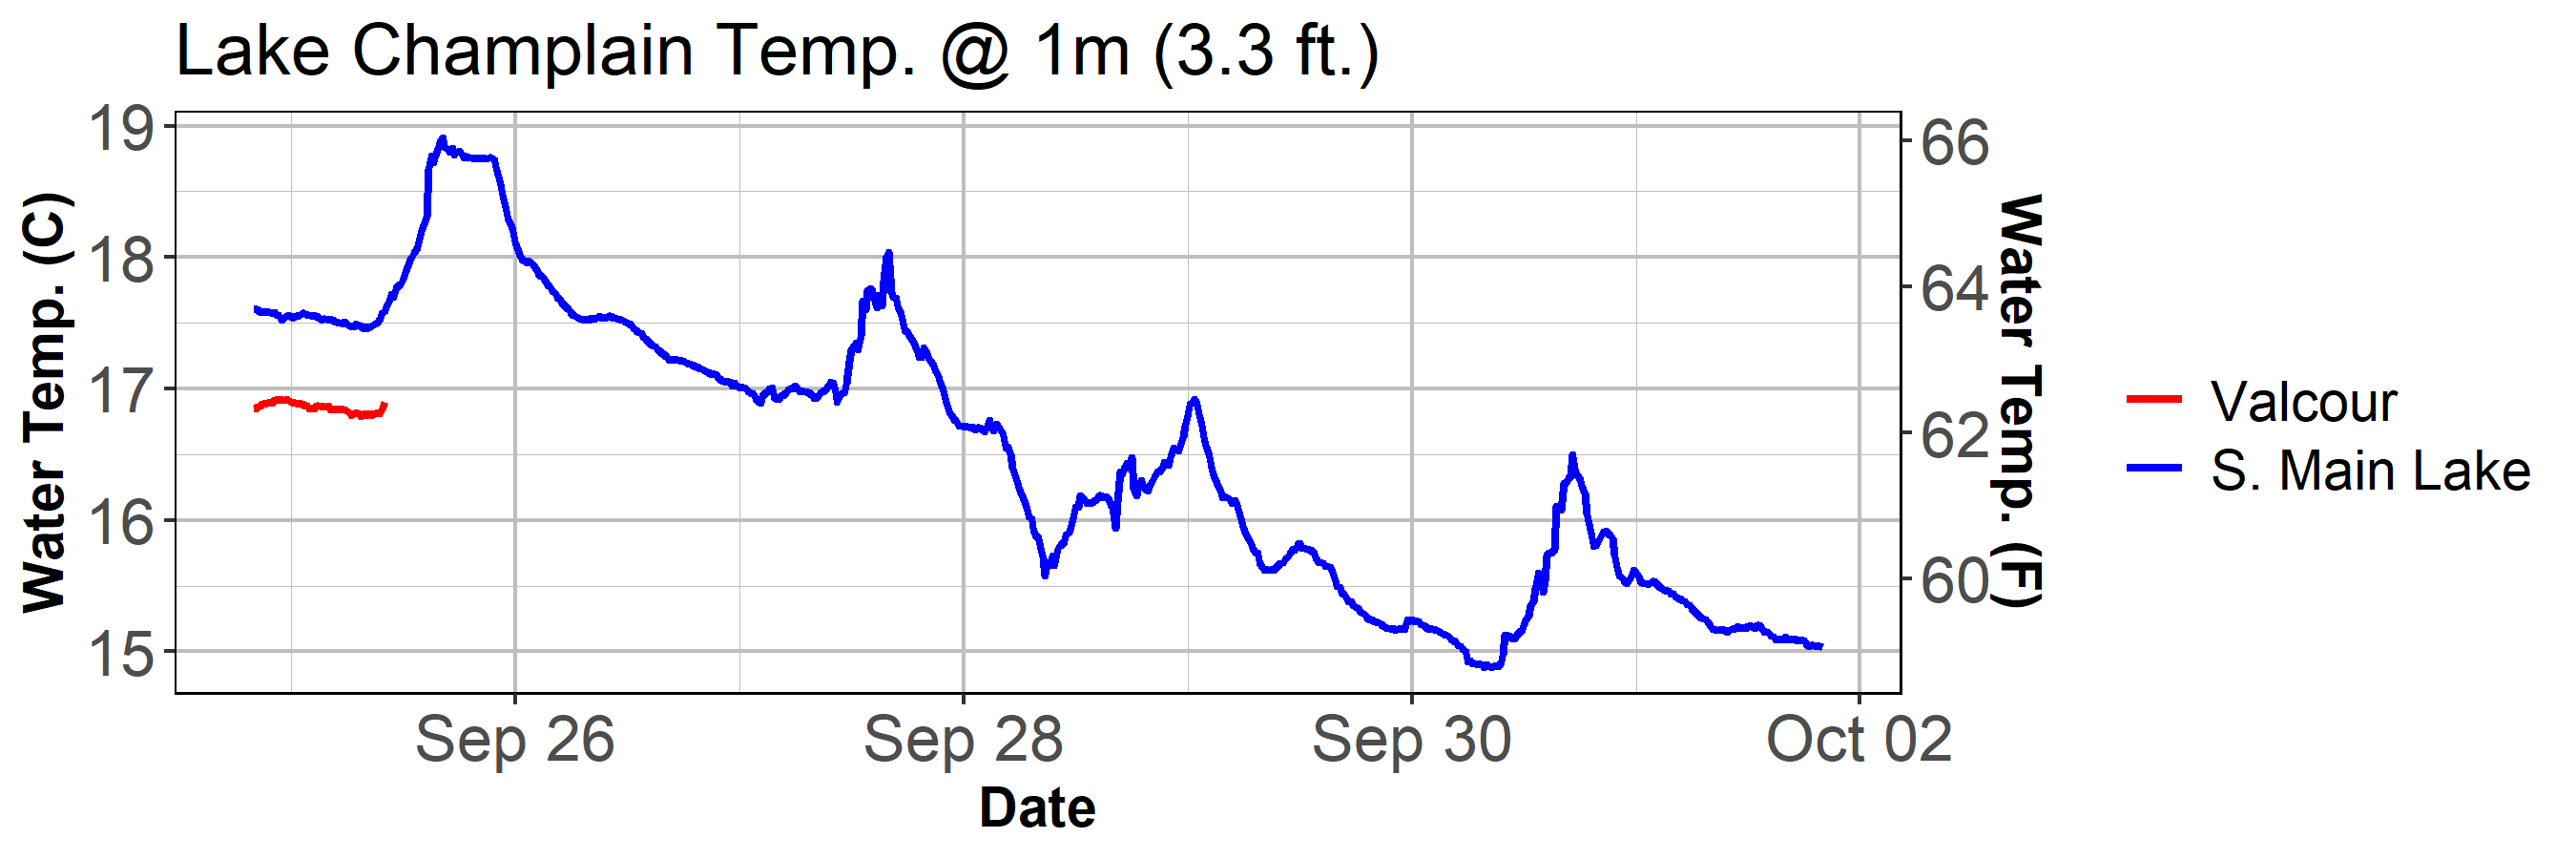 Lake Champlain Temp. @ 1m (3.3 ft.)
Water Temp. (C)
19
18
17
16
15
66
64
62
60
Water Temp. (F)
Sep 26
Sep 28
Sep 30
Oct 02
Date
Valcour
S. Main Lake